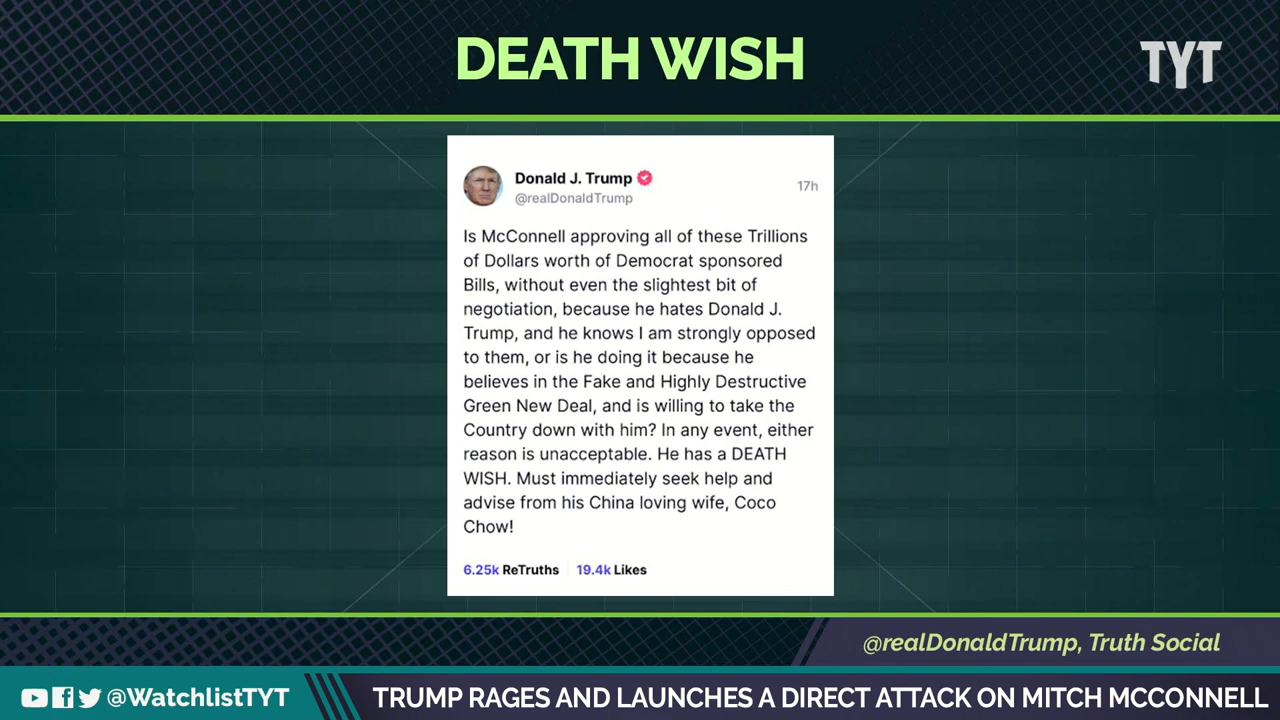 DEATH WISH
TYT
Donald J. Trump
@realDonaldTrump
17h
Is McConnell approving all of these Trillions
of Dollars worth of Democrat sponsored
Bills, without even the slightest bit of
negotiation, because he hates Donald J.
Trump, and he knows I am strongly opposed
to them, or is he doing it because he
believes in the Fake and Highly Destructive
Green New Deal, and is willing to take the
Country down with him? In any event, either
reason is unacceptable. He has a DEATH
WISH. Must immediately seek help and
advise from his China loving wife, Coco
Chow!
6.25k ReTruths 19.4k Likes
@realDonaldTrump, Truth Social
@WatchlistTYT
TRUMP RAGES AND LAUNCHES A DIRECT ATTACK ON MITCH MCCONNELL